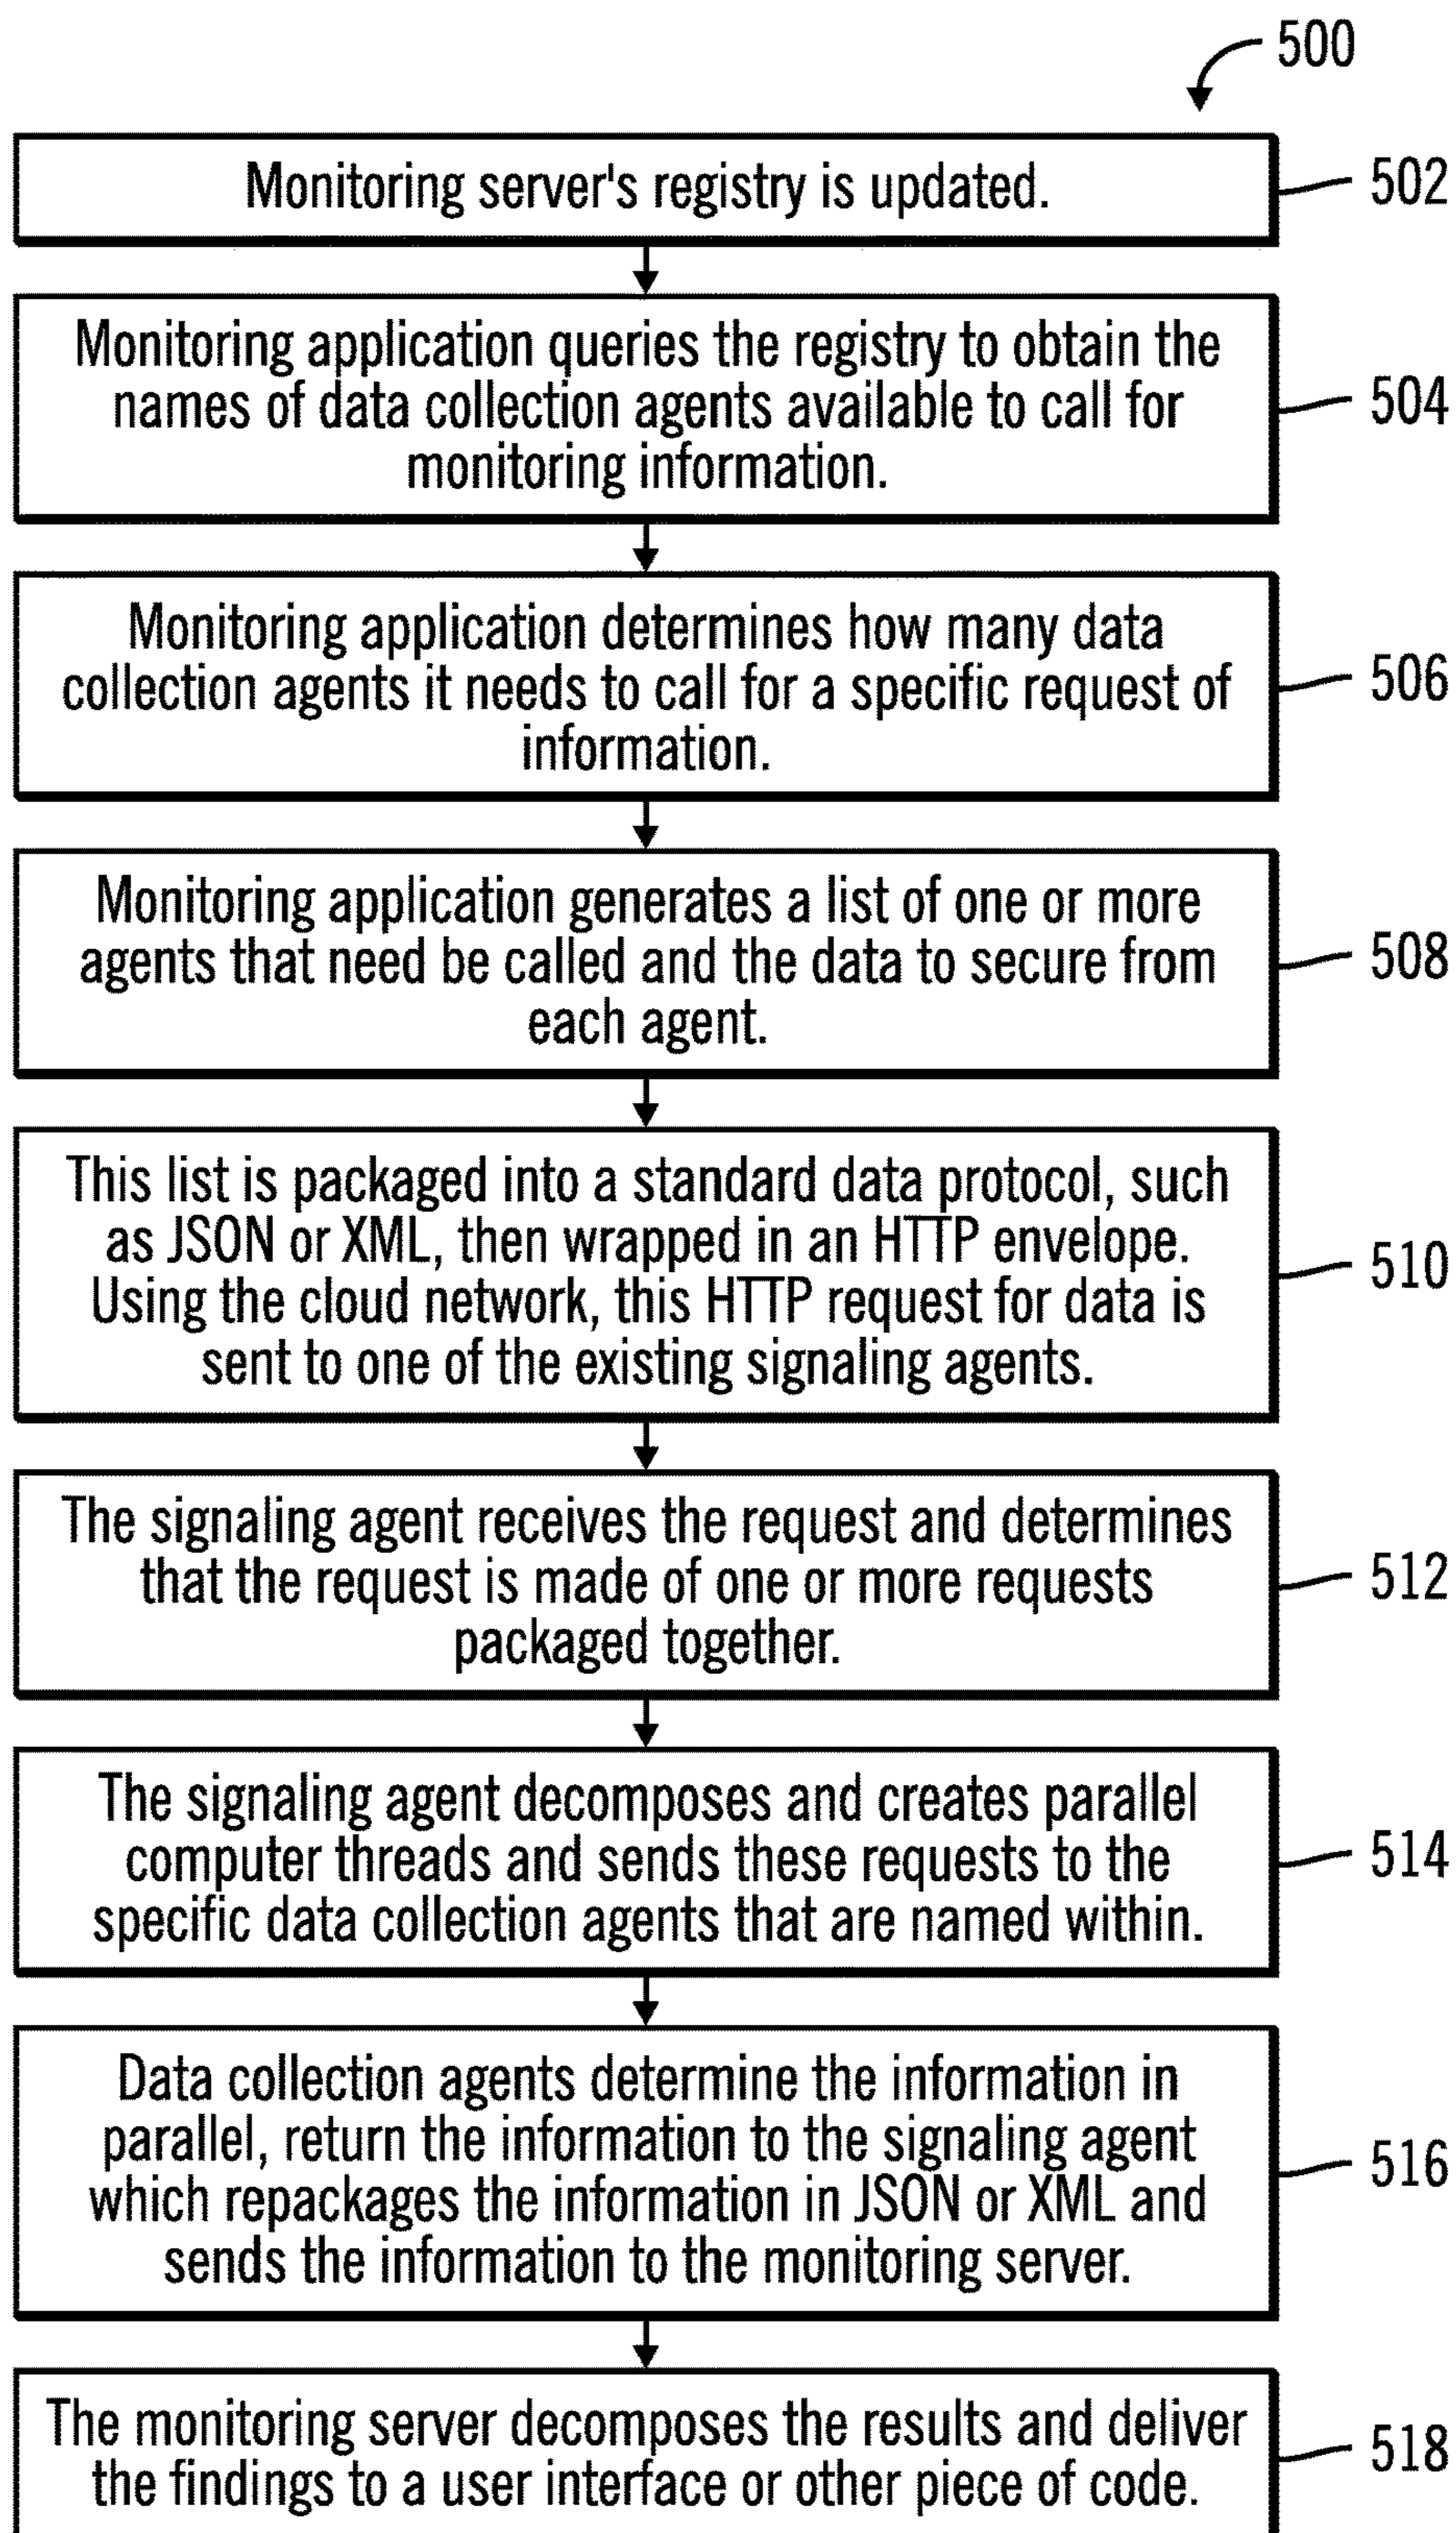 500
Monitoring server's registry is updated.
502
Monitoring application queries the registry to obtain the
names of data collection agents available to call for
monitoring information.
504
Monitoring application determines how many data
collection agents it needs to call for a specific request of
information.
506
Monitoring application generates a list of one or more
agents that need be called and the data to secure from
each agent.
508
This list is packaged into a standard data protocol, such
as JSON or XML, then wrapped in an HTTP envelope.
Using the cloud network, this HTTP request for data is
sent to one of the existing signaling agents.
510
The signaling agent receives the request and determines
that the request is made of one or more requests
packaged together.
512
The signaling agent decomposes and creates parallel
computer threads and sends these requests to the
specific data collection agents that are named within.
514
Data collection agents determine the information in
parallel, return the information to the signaling agent
which repackages the information in JSON or XML and
sends the information to the monitoring server.
516
The monitoring server decomposes the results and deliver
the findings to a user interface or other piece of code.
518